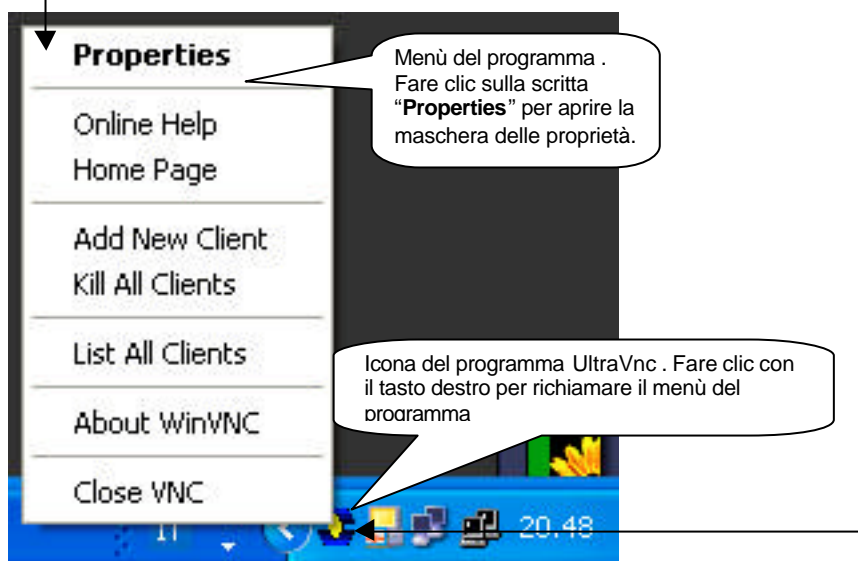 Properties
Menù del programma .
Fare clic sulla scritta
“Properties” per aprire la
maschera delle proprietà.
Online Help
Home Page
Add New Client
Kill All Clients
List All Clients
Icona del programma UltraVnc . Fare clic con
il tasto destro per richiamare il menù del
programma
About WinVNC
Close VNC
IT
20.48